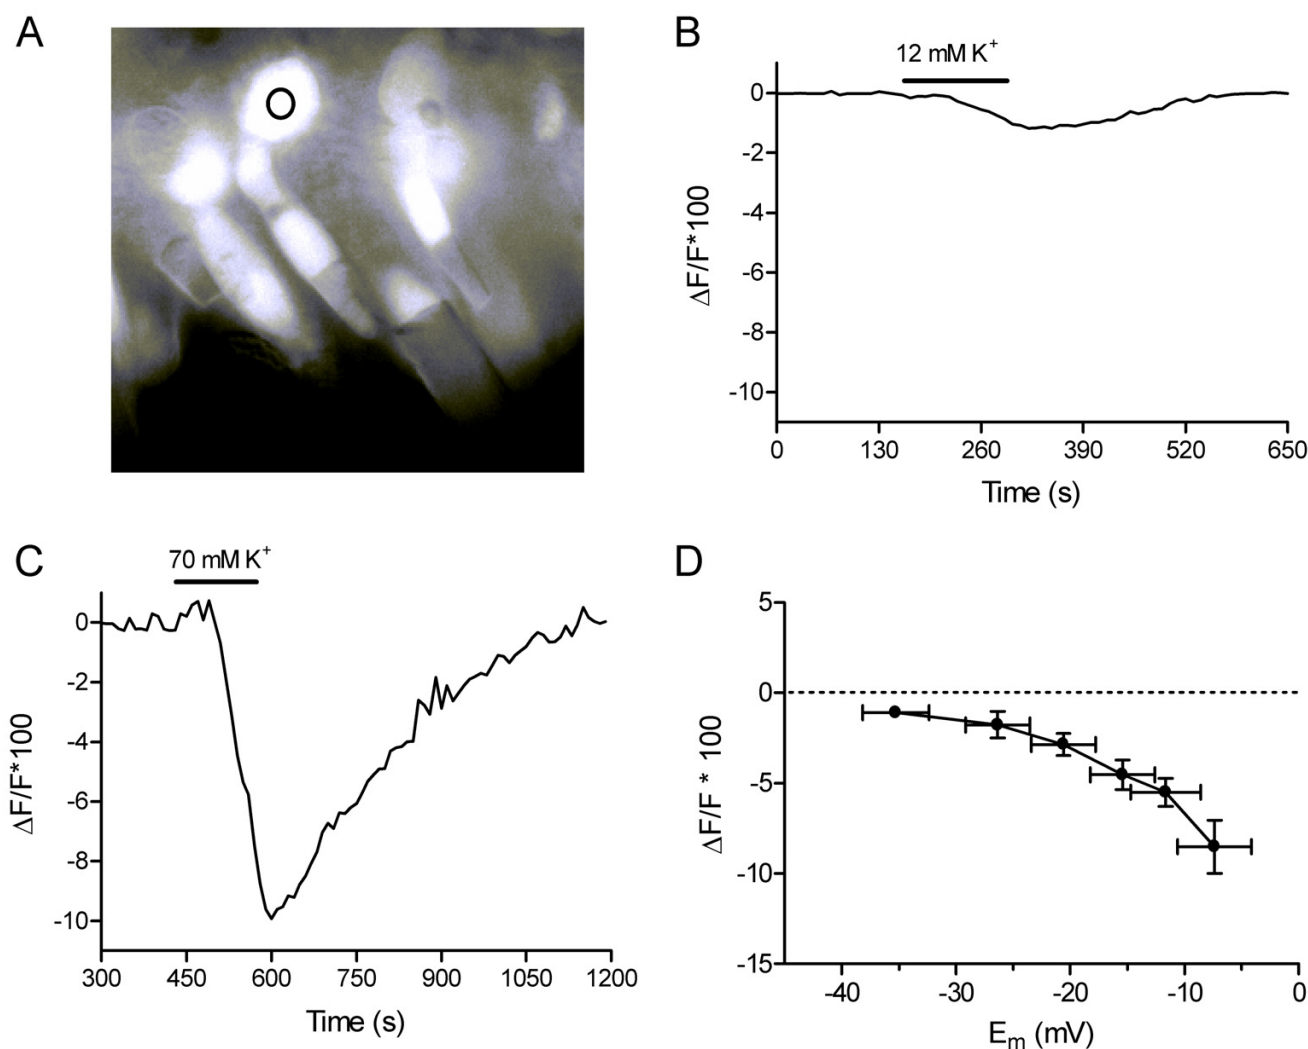 A
B
12 mM K⁺
0
-2
-4
-6
-8
-10
ΔF/F*100
0 130 260 390 520 650
Time (s)
C
70 mM K⁺
0
-2
-4
-6
-8
-10
ΔF/F*100
300 450 600 750 900 1050 1200
Time (s)
D
5
0
-5
-10
-15
ΔF/F * 100
-40 -30 -20 -10 0
Eₘ (mV)